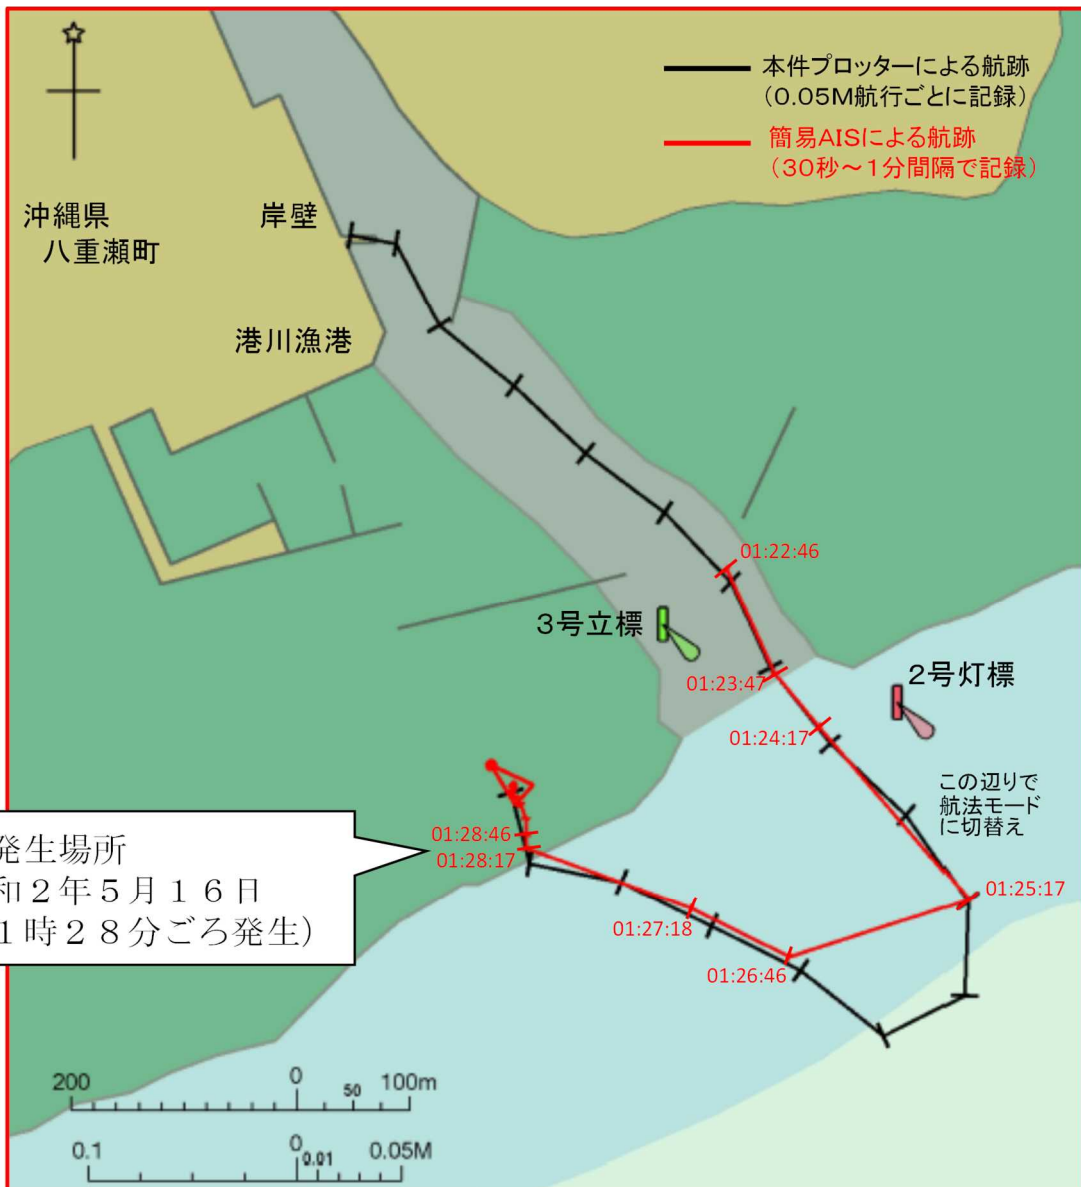 本件プロッターによる航跡
(0.05M航行ごとに記録)
簡易AISによる航跡
(30秒～1分間隔で記録)
沖縄県
八重瀬町
岸壁
港川漁港
01:22:46
3号立標
2号灯標
01:23:47
01:24:17
この辺りで
航法モード
に切替え
01:28:46
01:28:17
発生場所
和2年5月16日
1時28分ごろ発生)
01:25:17
01:27:18
01:26:46
200 0 50 100m
0.1 0 0.01 0.05M